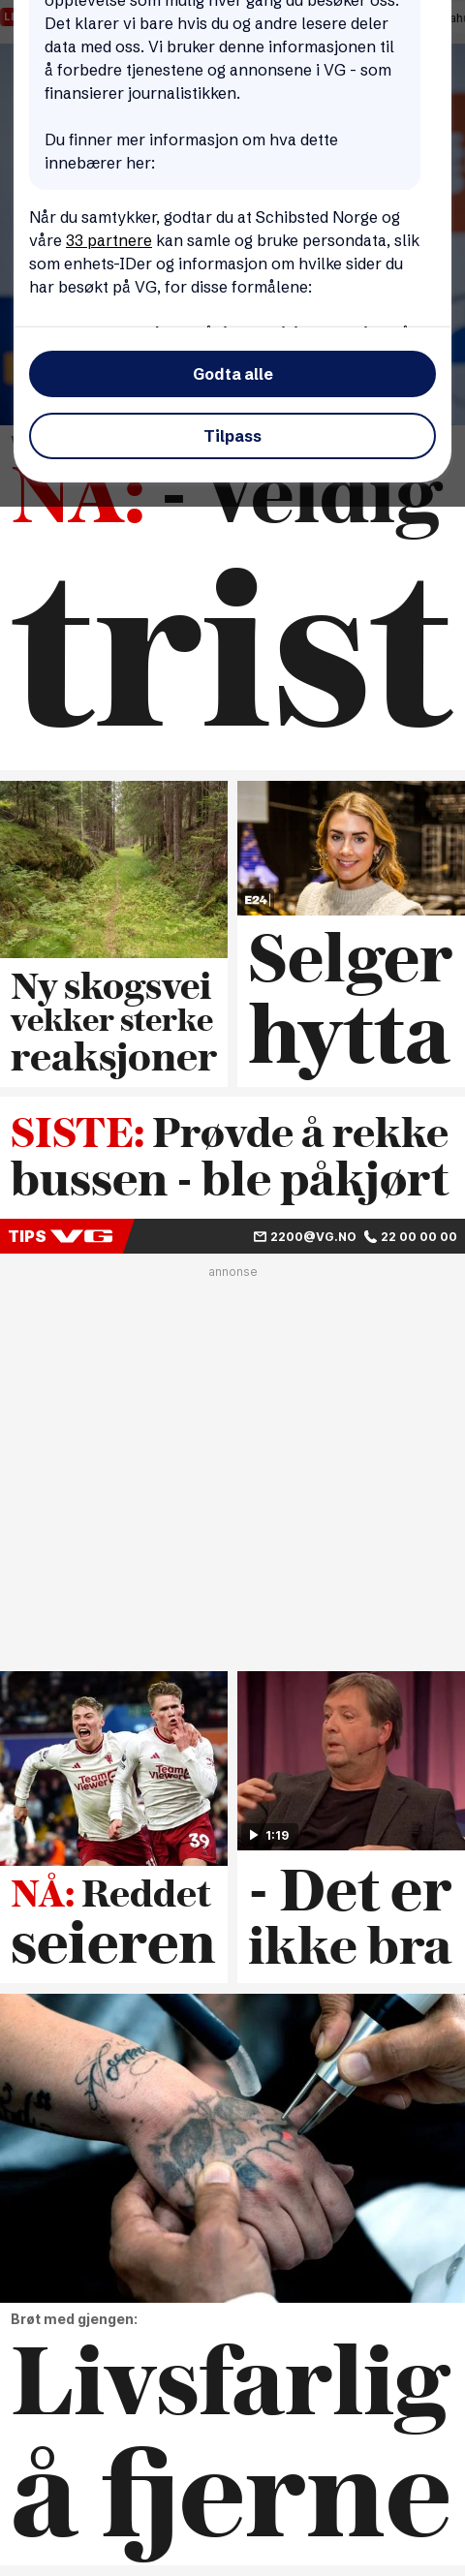 opplevelse som mulig hver gang du besøker oss.
Det klarer vi bare hvis du og andre lesere deler
data med oss. Vi bruker denne informasjonen til
å forbedre tjenestene og annonsene i VG - som
finansierer journalistikken.
Du finner mer informasjon om hva dette
innebærer her:
Når du samtykker, godtar du at Schibsted Norge og
våre 33 partnere kan samle og bruke persondata, slik
som enhets-IDer og informasjon om hvilke sider du
har besøkt på VG, for disse formålene:
Godta alle
Tilpass
NÅ: - Veldig
trist
E24
Ny skogsvei
vekker sterke
reaksjoner
Selger
hytta
SISTE: Prøvde å rekke
bussen - ble påkjørt
TIPS VG 2200@VG.NO 22 00 00 00
annonse
TeamViewer
TeamViewer
39
1:19
NÅ: Reddet
seieren
- Det er
ikke bra
Brøt med gjengen:
Livsfarlig
å fjerne